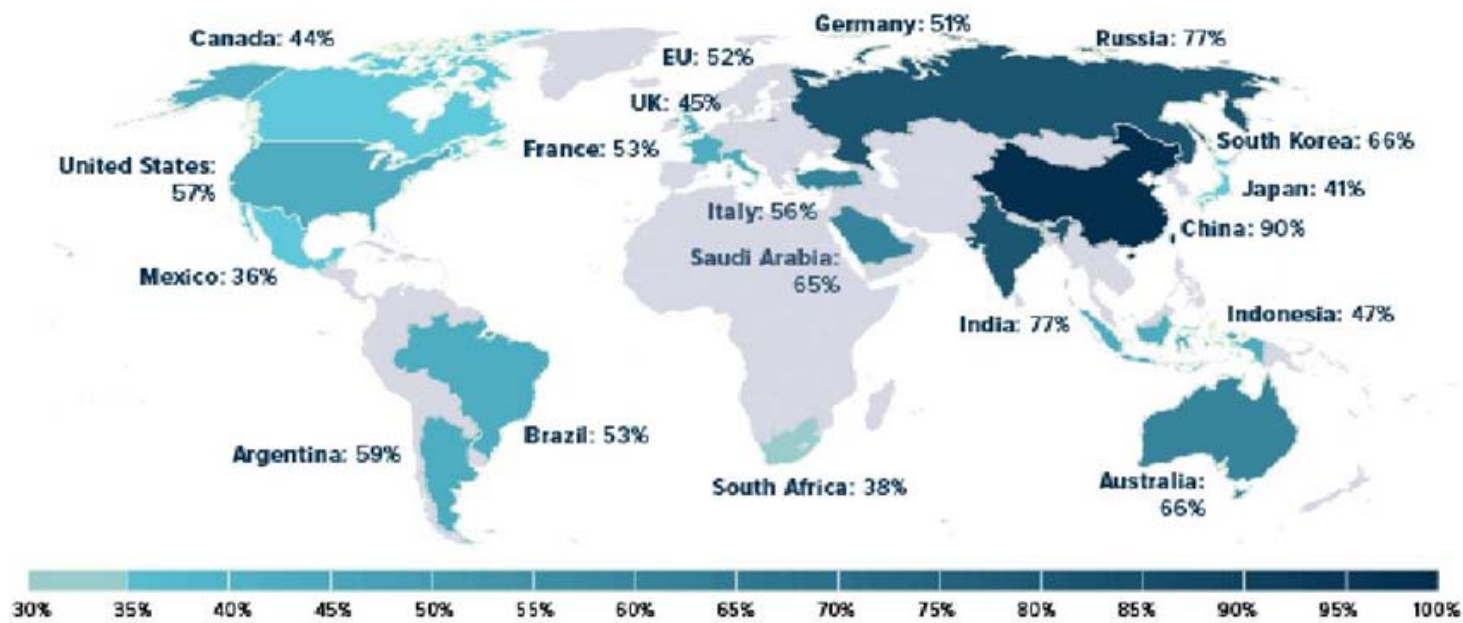 Canada: 44%
Germany: 51%
Russia: 77%
EU: 52%
UK: 45%
France: 53%
South Korea: 66%
United States:
57%
Japan: 41%
Italy: 56%
China: 90%
Saudi Arabia:
65%
Mexico: 36%
India: 77%
Indonesia: 47%
Argentina: 59%
Brazil: 53%
South Africa: 38%
Australia:
66%
30% 35% 40% 45% 50% 55% 60% 65% 70% 75% 80% 85% 90% 95% 100%